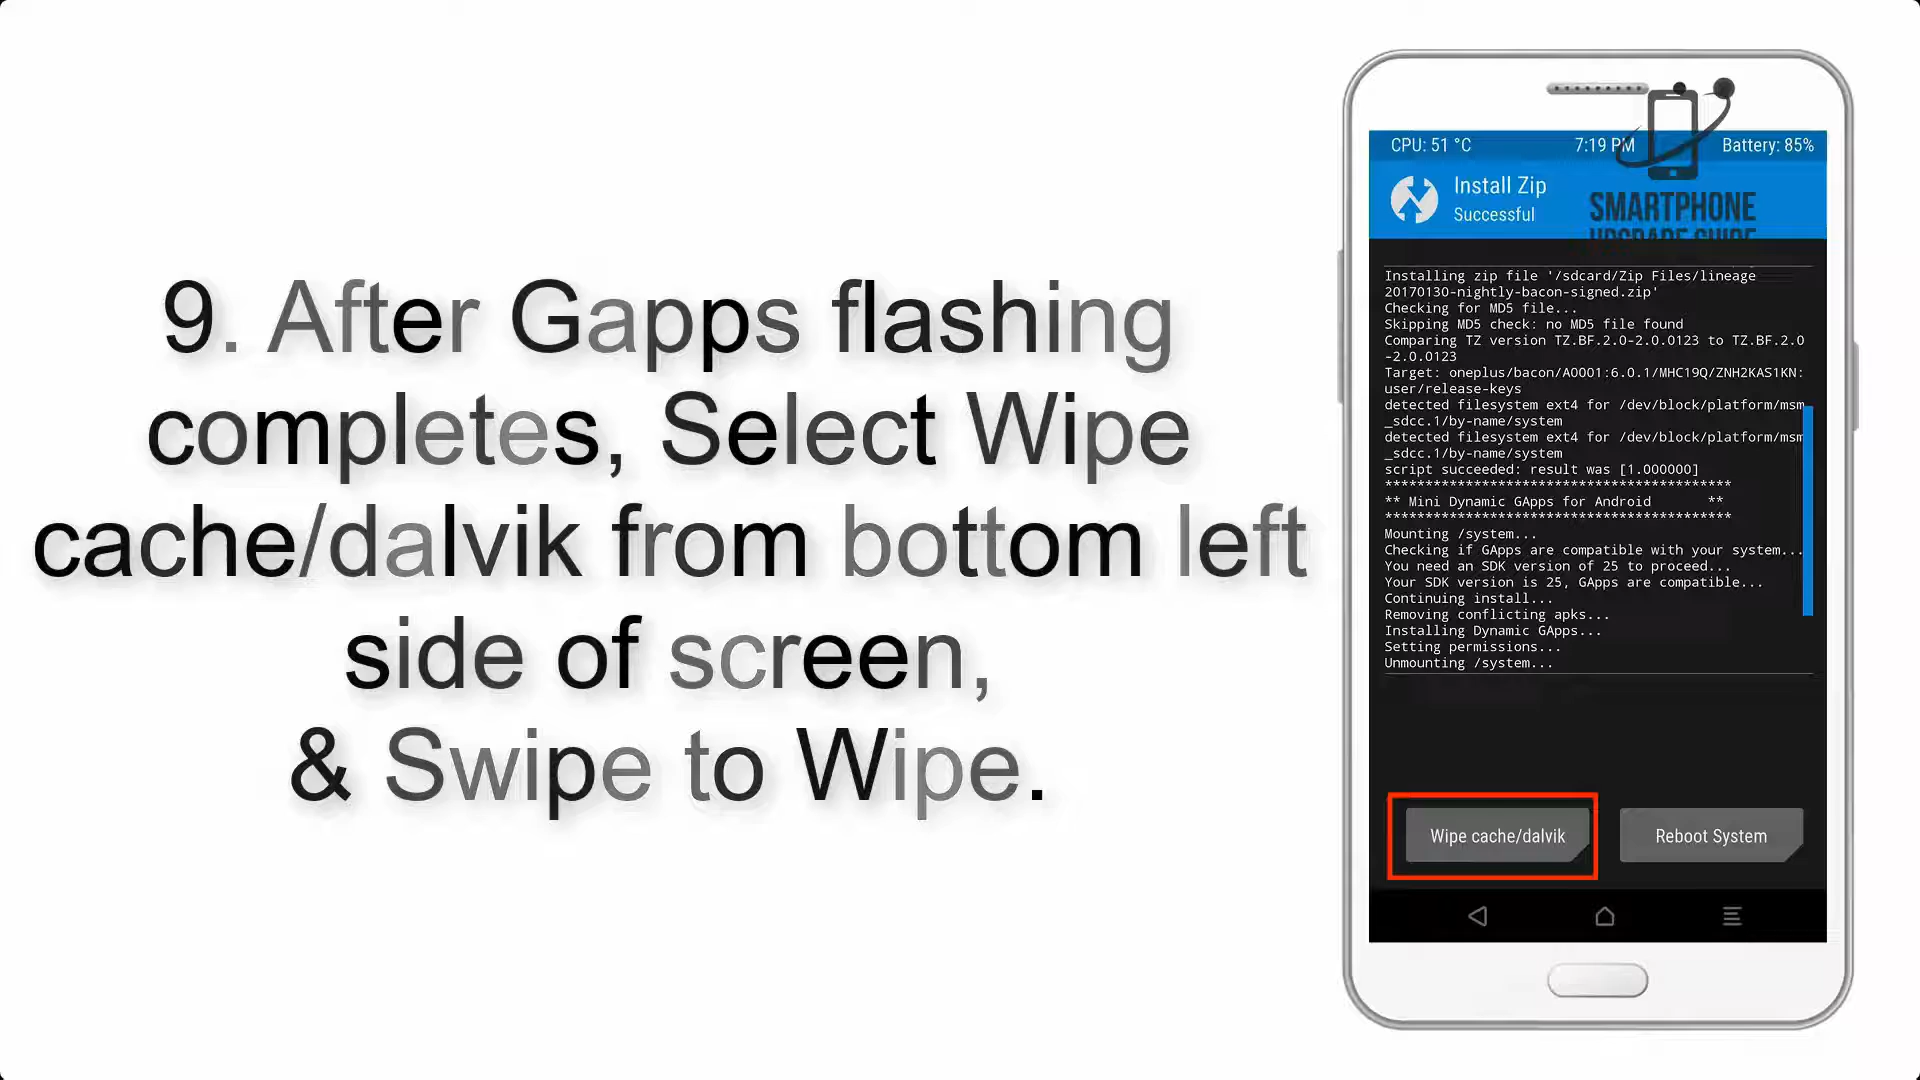 9. After Gapps flashing
completes, Select Wipe
cache/dalvik from bottom left
side of screen,
& Swipe to Wipe.
CPU: 51 °C
7:19 PM
Battery: 85%
Install Zip
Successful
SMARTPHONE
UPGRADE GUIDE
Installing zip file '/sdcard/Zip Files/lineage
20170130-nightly-bacon-signed.zip'
Checking for MD5 file...
Skipping MD5 check: no MD5 file found
Comparing TZ version TZ.BF.2.0-2.0.0123 to TZ.BF.2.0
-2.0.0123
Target: oneplus/bacon/A0001:6.0.1/MHC19Q/ZNH2KAS1KN:
user/release-keys
detected filesystem ext4 for /dev/block/platform/msm
_sdcc.1/by-name/system
detected filesystem ext4 for /dev/block/platform/msm
_sdcc.1/by-name/system
script succeeded: result was [1.000000]
******************************************
** Mini Dynamic GApps for Android **
******************************************
Mounting /system...
Checking if GApps are compatible with your system...
You need an SDK version of 25 to proceed...
Your SDK version is 25, GApps are compatible...
Continuing install...
Removing conflicting apks...
Installing Dynamic GApps...
Setting permissions...
Unmounting /system...
Wipe cache/dalvik
Reboot System